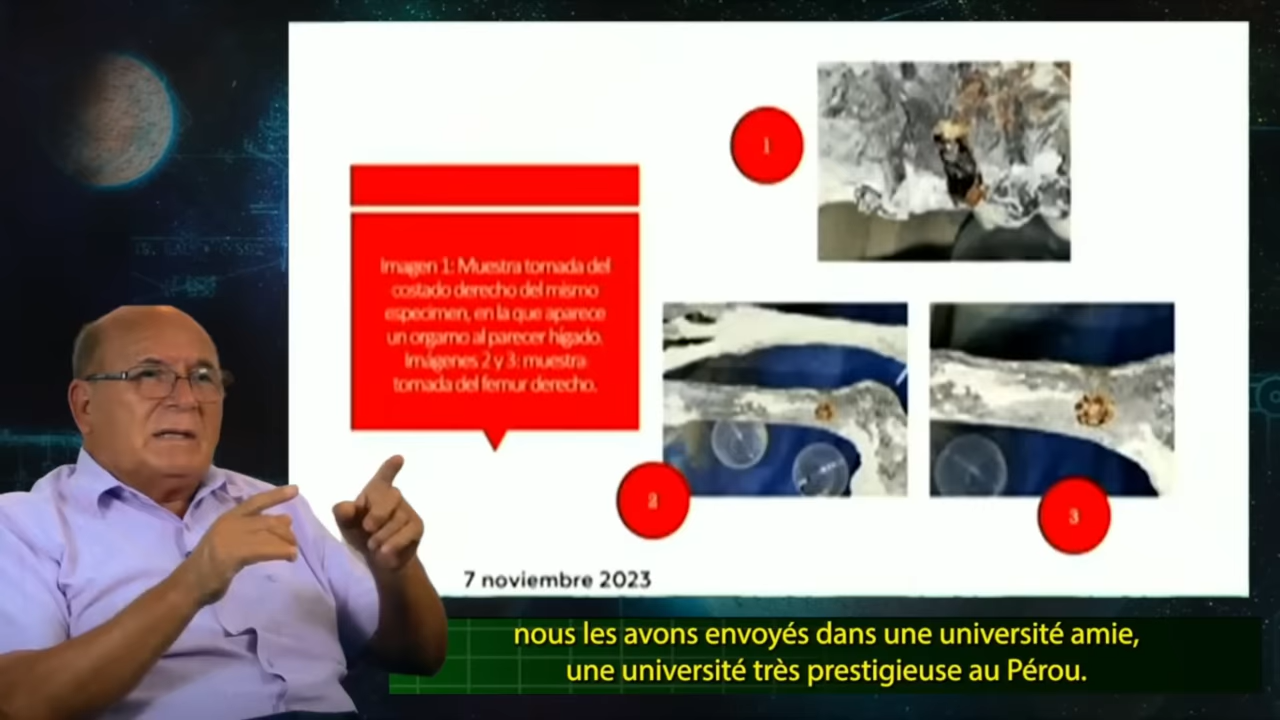 1
Imagen 1: Muestra tomada del
costado derecho del mismo
especimen, en la que aparece
un organo al parecer hígado.
Imágenes 2 y 3: muestra
tomada del femur derecho.
2
3
7 noviembre 2023
nous les avons envoyés dans une université amie,
une université très prestigieuse au Pérou.